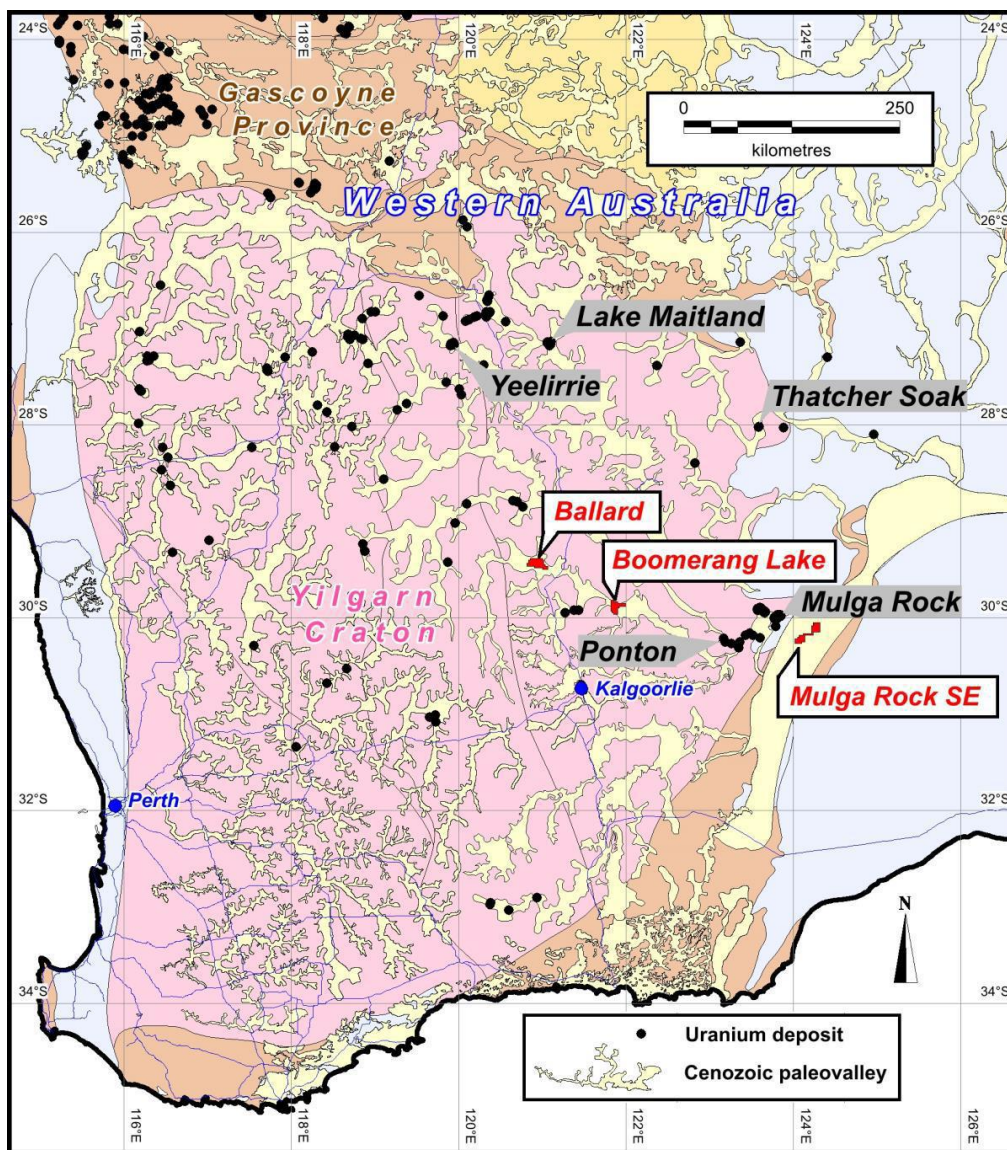 24°S
116°E
118°E
120°E
122°E
124°E
24°S
Gascoyne
Province
0 250
kilometres
Western Australia
26°S
26°S
Lake Maitland
Yeelirrie
Thatcher Soak
28°S
28°S
Ballard
Boomerang Lake
Yilgarn
Craton
30°S
30°S
Mulga Rock
Ponton
Kalgoorlie
Mulga Rock SE
Perth
32°S
32°S
N
34°S
34°S
Uranium deposit
Cenozoic paleovalley
116°E
118°E
120°E
122°E
124°E
126°E